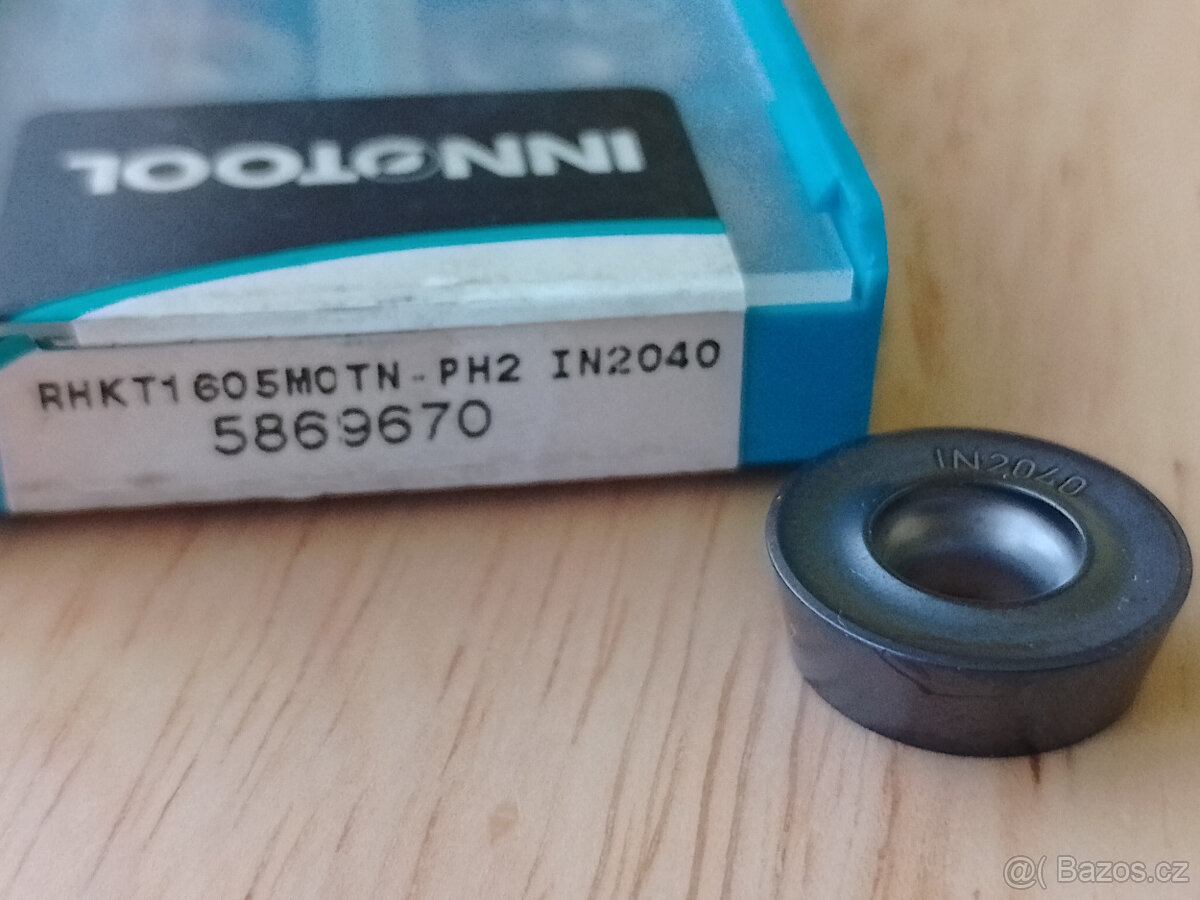 INNOTOOL
RHKT1605MOTN-PH2 IN2040
5869670
IN2040
@( Bazos.cz